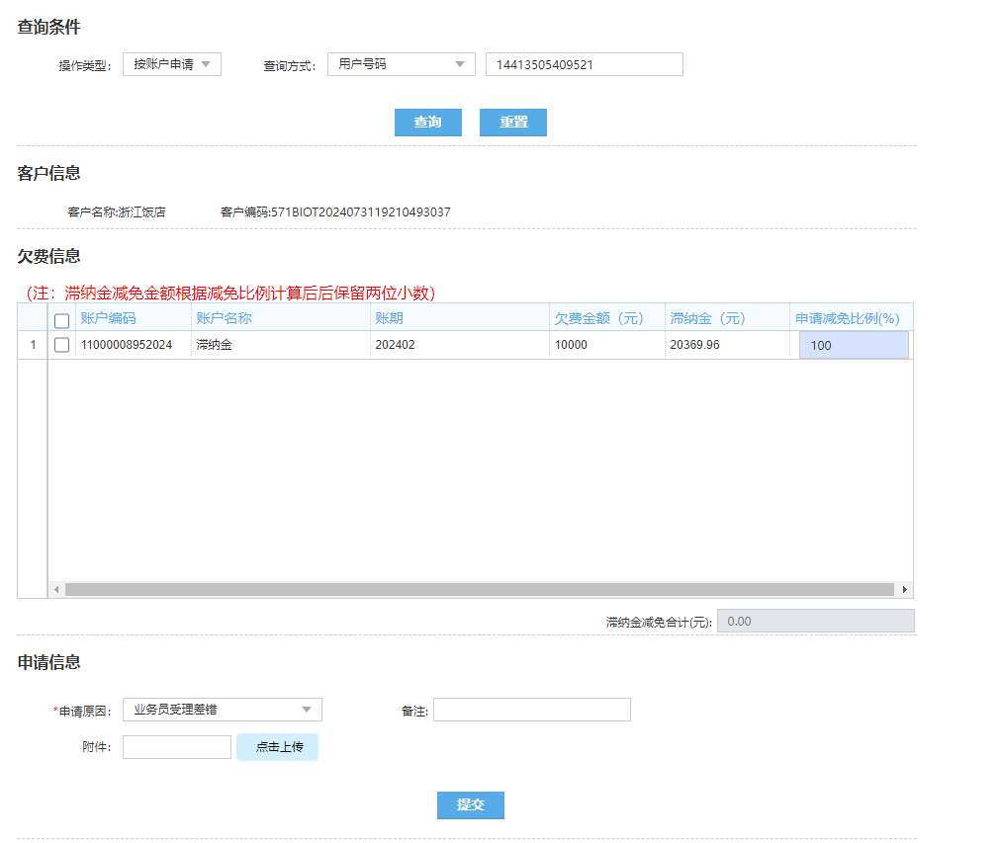 查询条件
操作类型: 按账户申请 查询方式: 用户号码 14413505409521
查询 重置
客户信息
客户名称:浙江饭店 客户编码:571BIOT2024073119210493037
欠费信息
（注：滞纳金减免金额根据减免比例计算后后保留两位小数）
账户编码 账户名称 账期 欠费金额（元） 滞纳金（元） 申请减免比例(%)
1 11000008952024 滞纳金 202402 10000 20369.96 100
滞纳金减免合计(元): 0.00
申请信息
*申请原因: 业务员受理差错 备注:
附件: 点击上传
提交